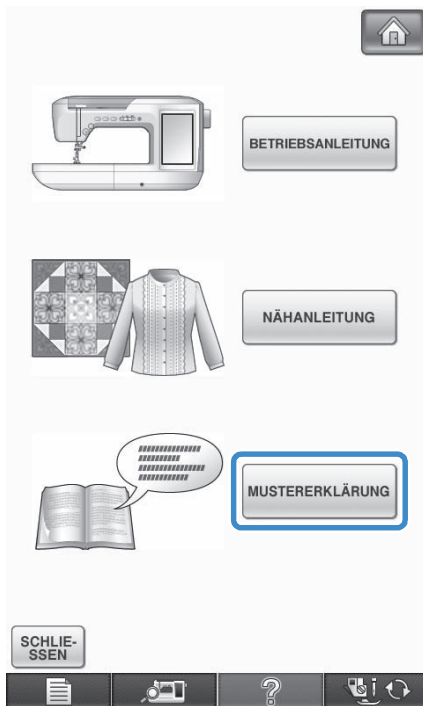 BETRIEBSANLEITUNG
NÄHANLEITUNG
MUSTERERKLÄRUNG
SCHLIE-
SSEN